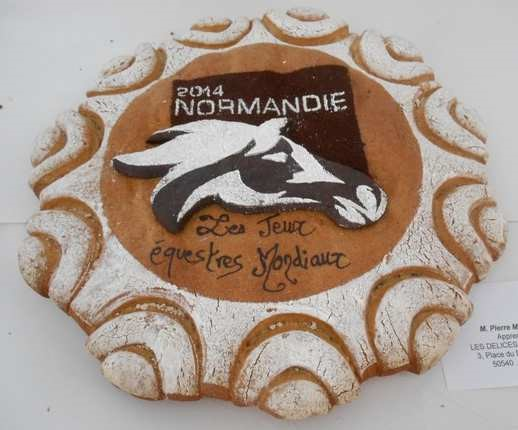 2014
NORMANDIE
Les Jeux
équestres Mondiaux
M. Pierre
LES DELICES
3, Place du
50540